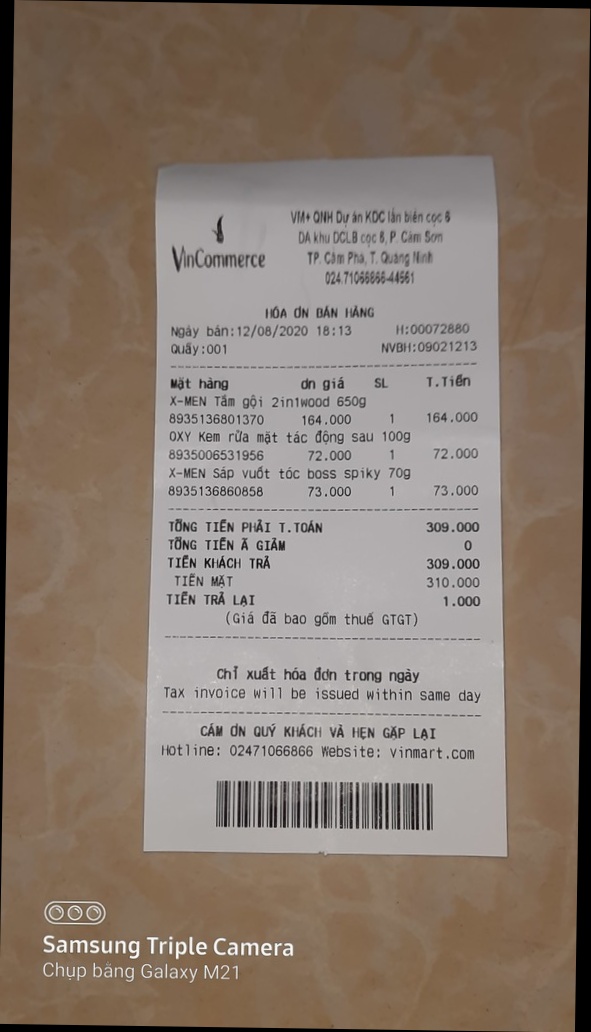 VinCommerce
VM+ QNH Dự án KDC lấn biển cọc 6
DA khu DCLB cọc 6, P. Cẩm Sơn
TP. Cẩm Phả, T. Quảng Ninh
024.71066866-44561
HÓA ƠN BÁN HÀNG
Ngày bán:12/08/2020 18:13 H:00072880
Quầy:001 NVBH:09021213
Mặt hàng ơn giá SL T.Tiền
X-MEN Tắm gội 2in1wood 650g
8935136801370 164.000 1 164.000
OXY Kem rửa mặt tác động sau 100g
8935006531956 72.000 1 72.000
X-MEN Sáp vuốt tóc boss spiky 70g
8935136860858 73.000 1 73.000
TỔNG TIỀN PHẢI T.TOÁN 309.000
TỔNG TIỀN Ã GIẢM 0
TIỀN KHÁCH TRẢ 309.000
TIỀN MẶT 310.000
TIỀN TRẢ LẠI 1.000
(Giá đã bao gồm thuế GTGT)
Chỉ xuất hóa đơn trong ngày
Tax invoice will be issued within same day
CẢM ƠN QUÝ KHÁCH VÀ HẸN GẶP LẠI
Hotline: 02471066866 Website: vinmart.com
Samsung Triple Camera
Chụp bằng Galaxy M21